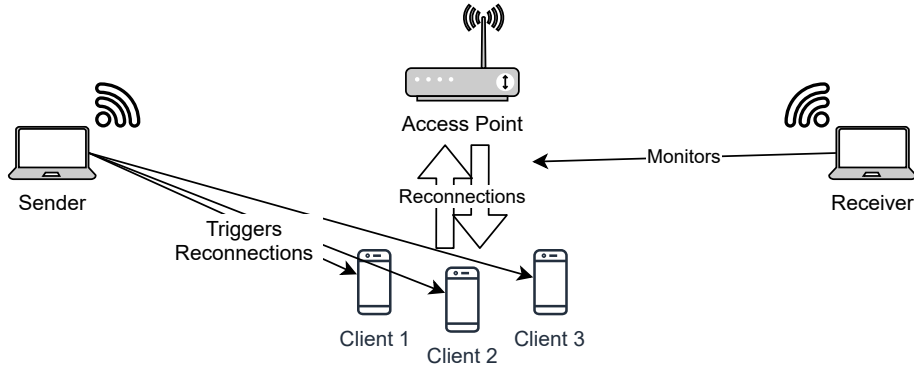 Access Point
Sender
Monitors
Receiver
Reconnections
Triggers
Reconnections
Client 1
Client 2
Client 3